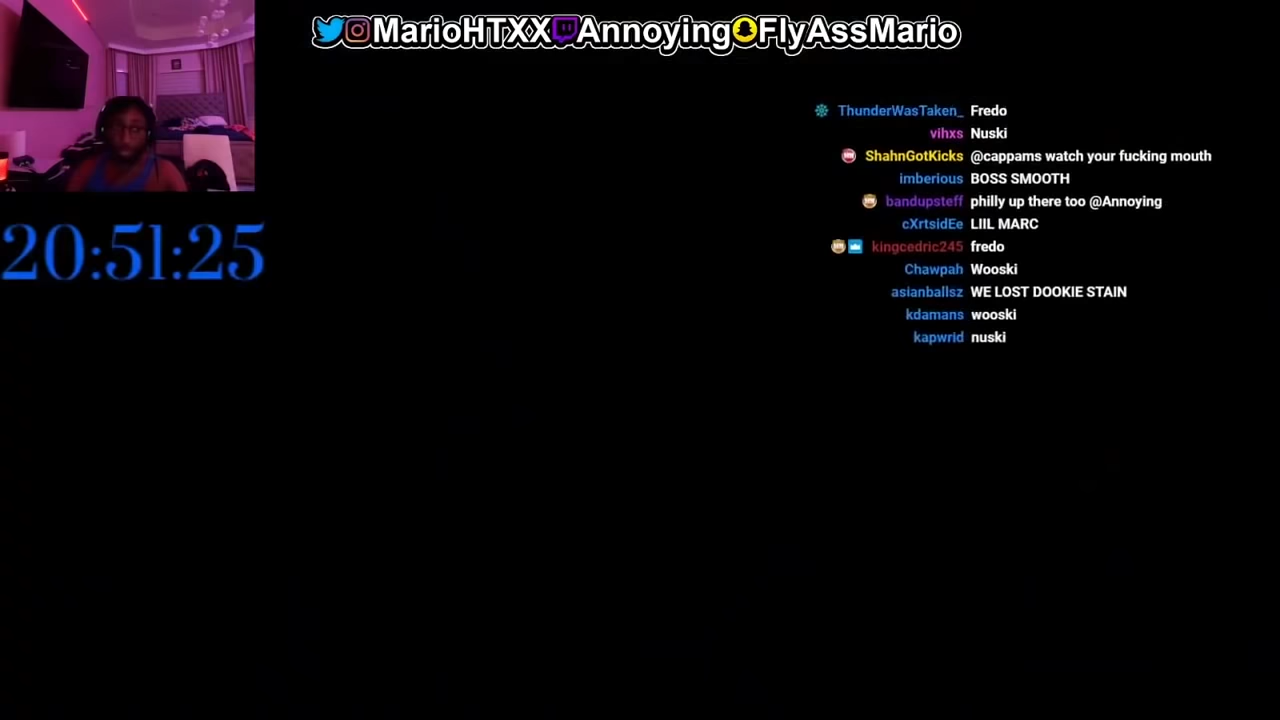 MarioHTXX Annoying FlyAssMario
20:51:25
ThunderWasTaken_ Fredo
vihxs Nuski
ShahnGotKicks @cappams watch your fucking mouth
imberious BOSS SMOOTH
bandupsteff philly up there too @Annoying
cXrtsidEe LIIL MARC
kingcedric245 fredo
Chawpah Wooski
asianballsz WE LOST DOOKIE STAIN
kdamans wooski
kapwrid nuski